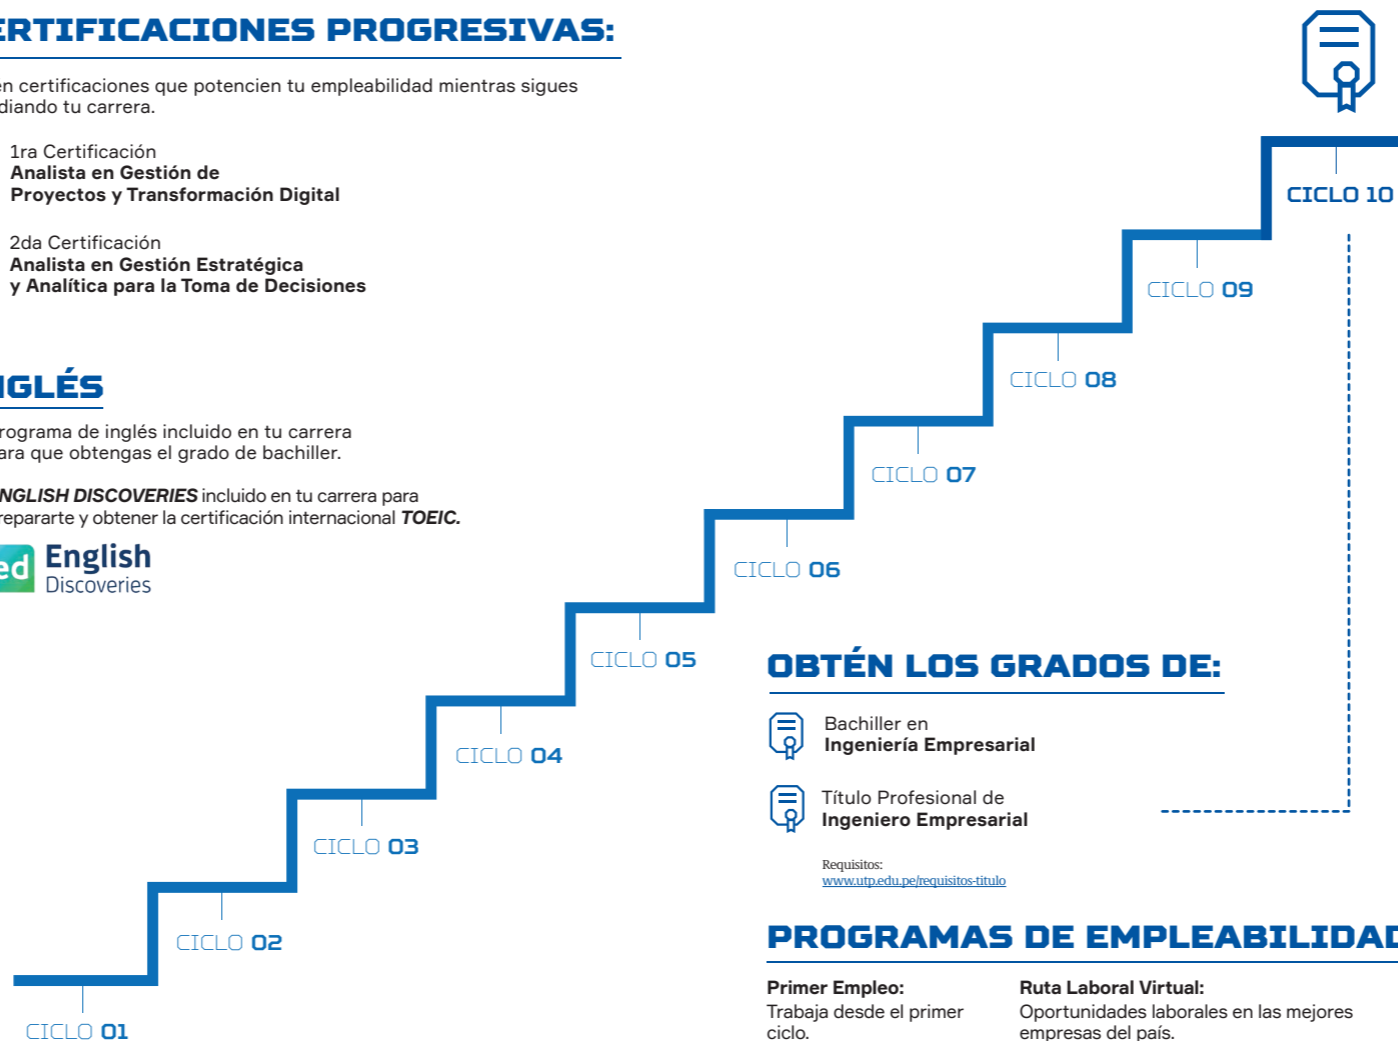 ERTIFICACIONES PROGRESIVAS:
en certificaciones que potencien tu empleabilidad mientras sigues
diando tu carrera.
1ra Certificación
Analista en Gestión de
Proyectos y Transformación Digital
2da Certificación
Analista en Gestión Estratégica
y Analítica para la Toma de Decisiones
NGLÉS
rograma de inglés incluido en tu carrera
ara que obtengas el grado de bachiller.
NGLISH DISCOVERIES incluido en tu carrera para
repararte y obtener la certificación internacional TOEIC.
ed English
Discoveries
CICLO 10
CICLO 09
CICLO 08
CICLO 07
CICLO 06
CICLO 05
CICLO 04
CICLO 03
CICLO 02
CICLO 01
OBTÉN LOS GRADOS DE:
Bachiller en
Ingeniería Empresarial
Título Profesional de
Ingeniero Empresarial
Requisitos:
www.utp.edu.pe/requisitos-titulo
PROGRAMAS DE EMPLEABILIDAD
Primer Empleo:
Trabaja desde el primer
ciclo.
Ruta Laboral Virtual:
Oportunidades laborales en las mejores
empresas del país.